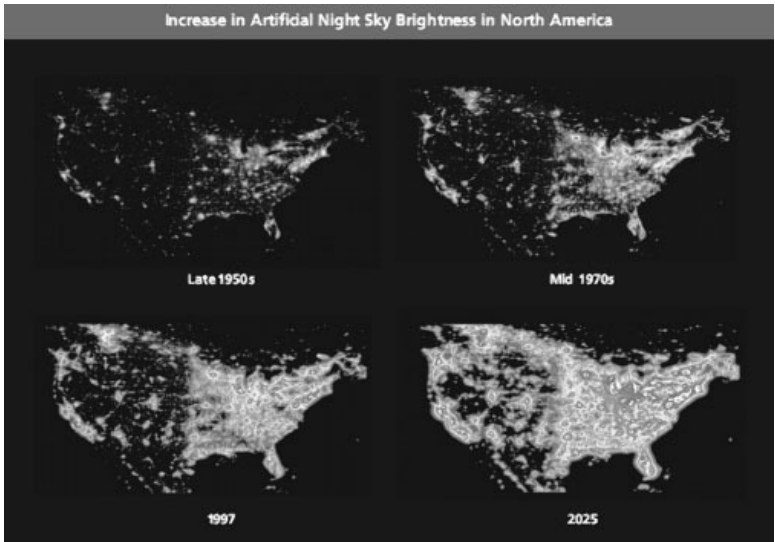 Increase in Artificial Night Sky Brightness in North America
Late 1950s
Mid 1970s
1997
2025